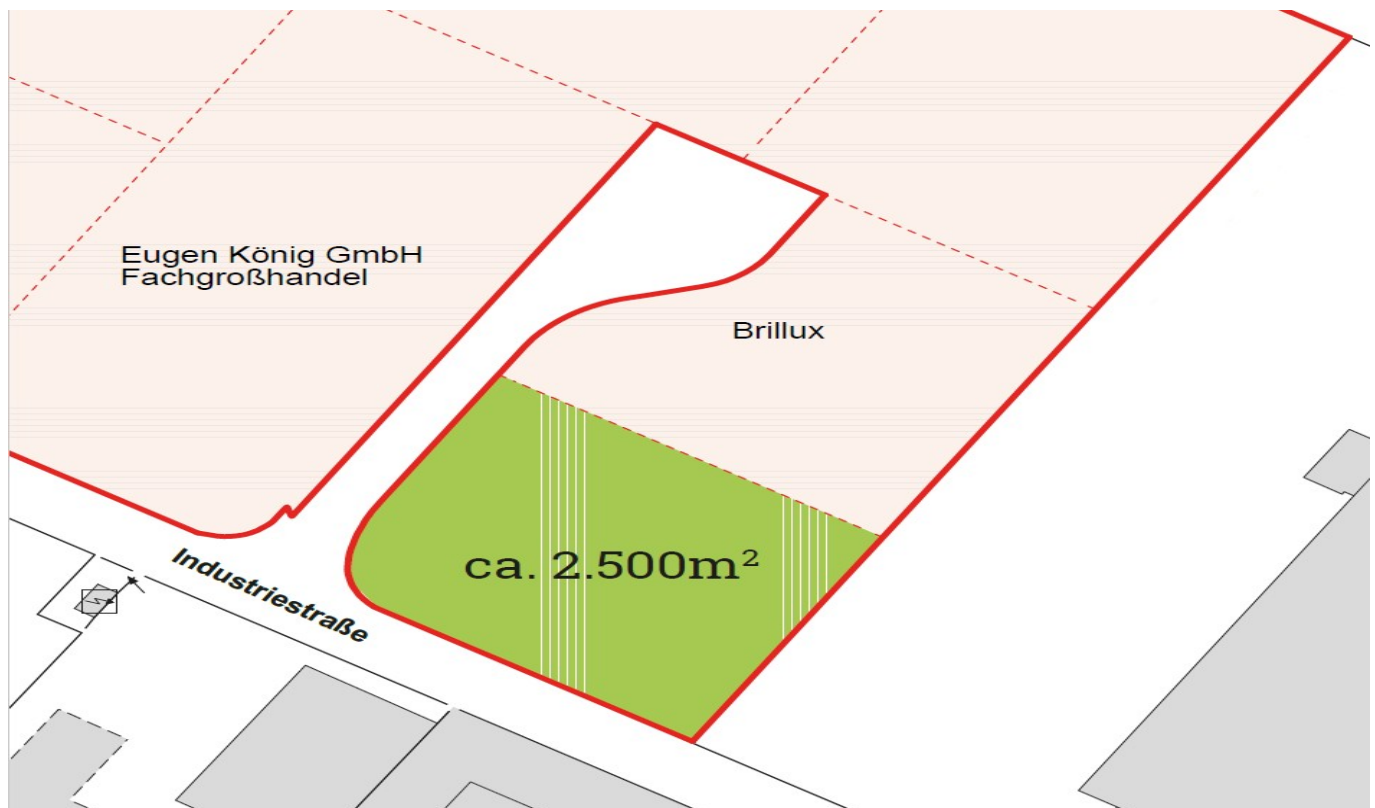 Eugen König GmbH
Fachgroßhandel
Brillux
ca. 2.500m²
Industriestraße